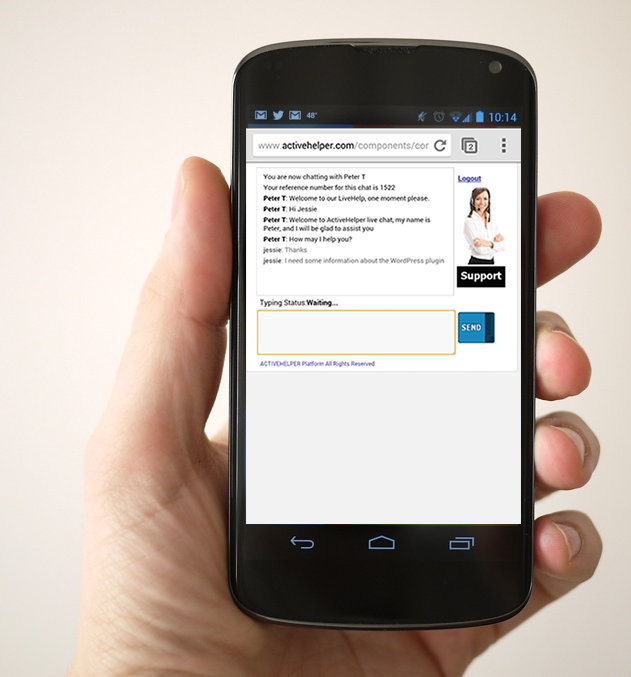 48°
10:14
www.activehelper.com/components/cor
2
You are now chatting with Peter T
Your reference number for this chat is 1522
Peter T: Welcome to our LiveHelp, one moment please.
Peter T: Hi Jessie
Peter T: Welcome to ActiveHelper live chat, my name is
Peter, and I will be glad to assist you
Peter T: How may I help you?
jessie: Thanks
jessie: I need some information about the WordPress plugin
Logout
Support
Typing Status:Waiting...
SEND
ACTIVEHELPER Platform All Rights Reserved